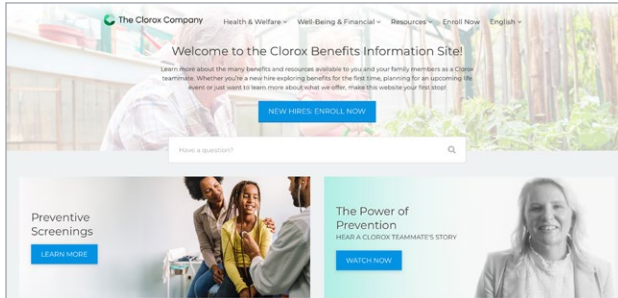 The Clorox Company
Health & Welfare Well-Being & Financial Resources Enroll Now English
Welcome to the Clorox Benefits Information Site!
Learn more about the many benefits and resources available to you and your family members as a Clorox
teammate. Whether you're a new hire exploring benefits for the first time, planning for an upcoming life
event or just want to learn more about what we offer, make this website your first stop!
NEW HIRES: ENROLL NOW
Have a question?
Preventive
Screenings
LEARN MORE
The Power of
Prevention
HEAR A CLOROX TEAMMATE'S STORY
WATCH NOW